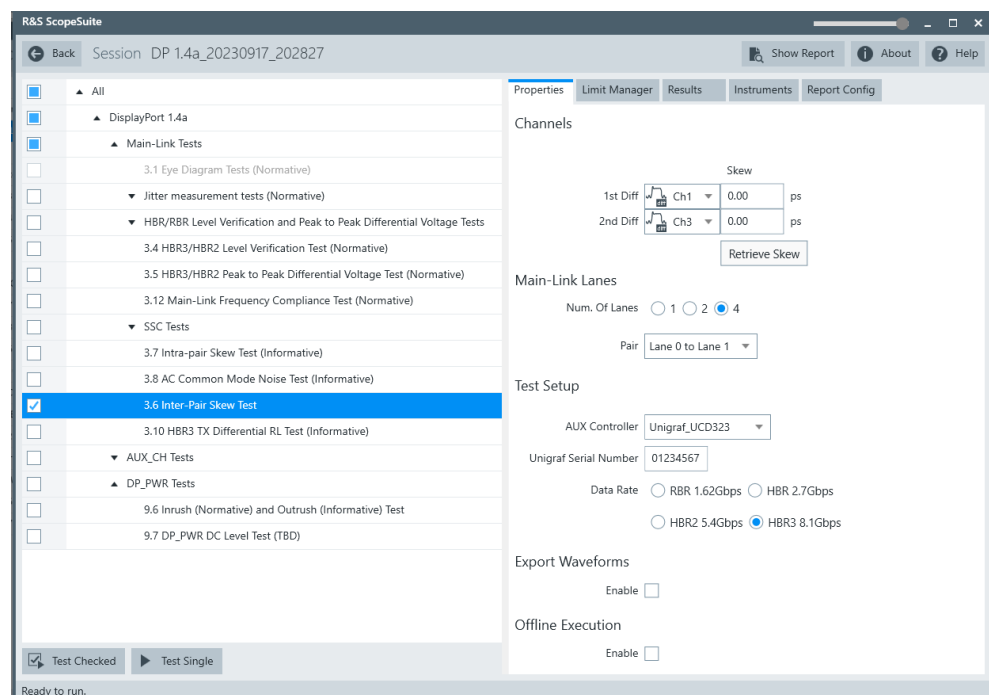 R&S ScopeSuite
Back Session DP 1.4a_20230917_202827 Show Report About Help
All
DisplayPort 1.4a
Main-Link Tests
3.1 Eye Diagram Tests (Normative)
Jitter measurement tests (Normative)
HBR/RBR Level Verification and Peak to Peak Differential Voltage Tests
3.4 HBR3/HBR2 Level Verification Test (Normative)
3.5 HBR3/HBR2 Peak to Peak Differential Voltage Test (Normative)
3.12 Main-Link Frequency Compliance Test (Normative)
SSC Tests
3.7 Intra-pair Skew Test (Informative)
3.8 AC Common Mode Noise Test (Informative)
3.6 Inter-Pair Skew Test
3.10 HBR3 TX Differential RL Test (Informative)
AUX_CH Tests
DP_PWR Tests
9.6 Inrush (Normative) and Outrush (Informative) Test
9.7 DP_PWR DC Level Test (TBD)
Test Checked Test Single
Properties Limit Manager Results Instruments Report Config
Channels
Skew
1st Diff Ch1 0.00 ps
2nd Diff Ch3 0.00 ps
Retrieve Skew
Main-Link Lanes
Num. Of Lanes 1 2 4
Pair Lane 0 to Lane 1
Test Setup
AUX Controller Unigraf_UCD323
Unigraf Serial Number 01234567
Data Rate RBR 1.62Gbps HBR 2.7Gbps
HBR2 5.4Gbps HBR3 8.1Gbps
Export Waveforms
Enable
Offline Execution
Enable
Ready to run.